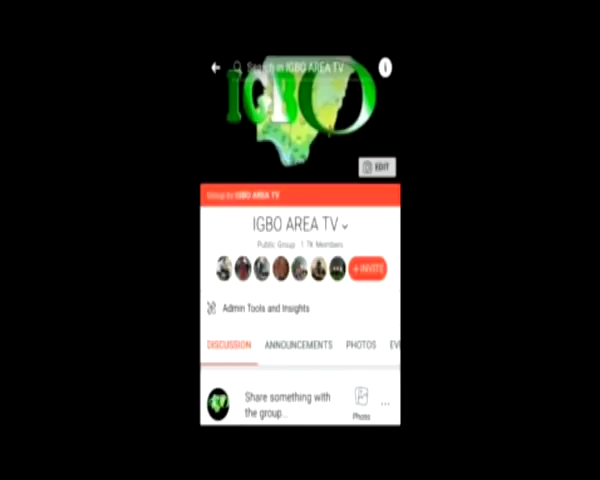 Search in IGBO AREA TV
IGBO
EDIT
Group by IGBO AREA TV
IGBO AREA TV
Public Group · 1.7K Members
+ INVITE
Admin Tools and Insights
DISCUSSION ANNOUNCEMENTS PHOTOS EV
Share something with
the group...
Photo